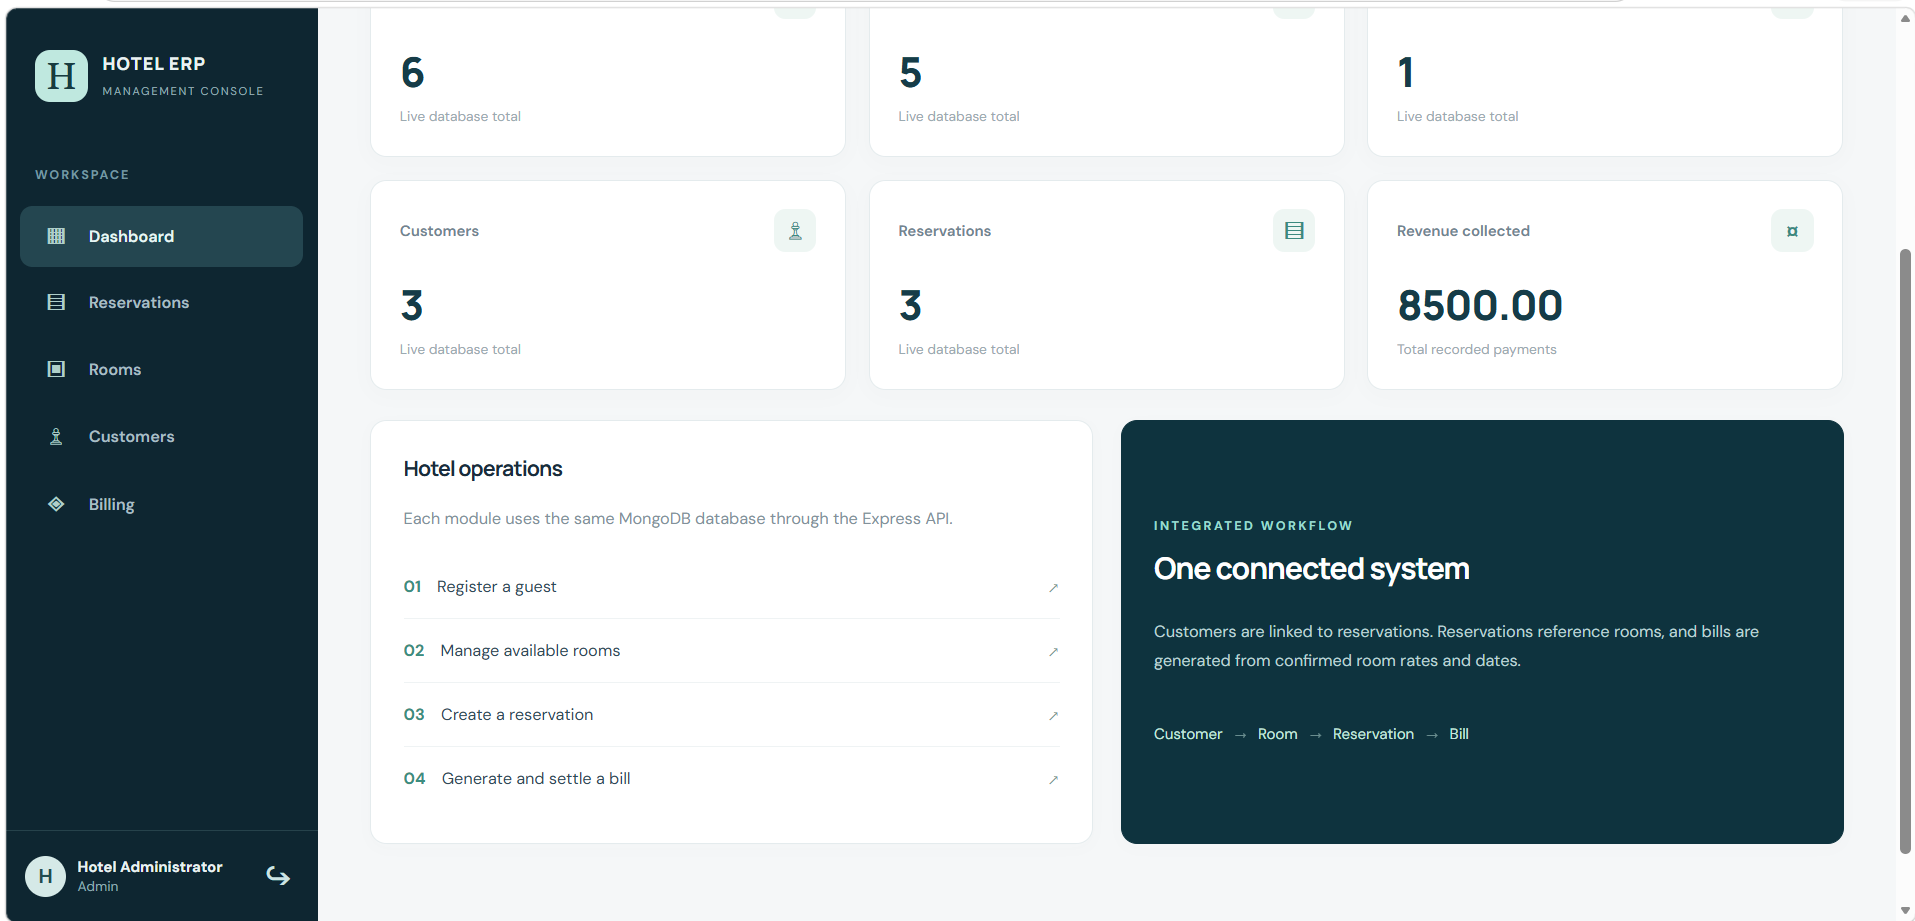 H
HOTEL ERP
MANAGEMENT CONSOLE
WORKSPACE
Dashboard
Reservations
Rooms
Customers
Billing
H
Hotel Administrator
Admin
6
Live database total
5
Live database total
1
Live database total
Customers
3
Live database total
Reservations
3
Live database total
Revenue collected
¤
8500.00
Total recorded payments
Hotel operations
Each module uses the same MongoDB database through the Express API.
01 Register a guest ↗
02 Manage available rooms ↗
03 Create a reservation ↗
04 Generate and settle a bill ↗
INTEGRATED WORKFLOW
One connected system
Customers are linked to reservations. Reservations reference rooms, and bills are
generated from confirmed room rates and dates.
Customer → Room → Reservation → Bill